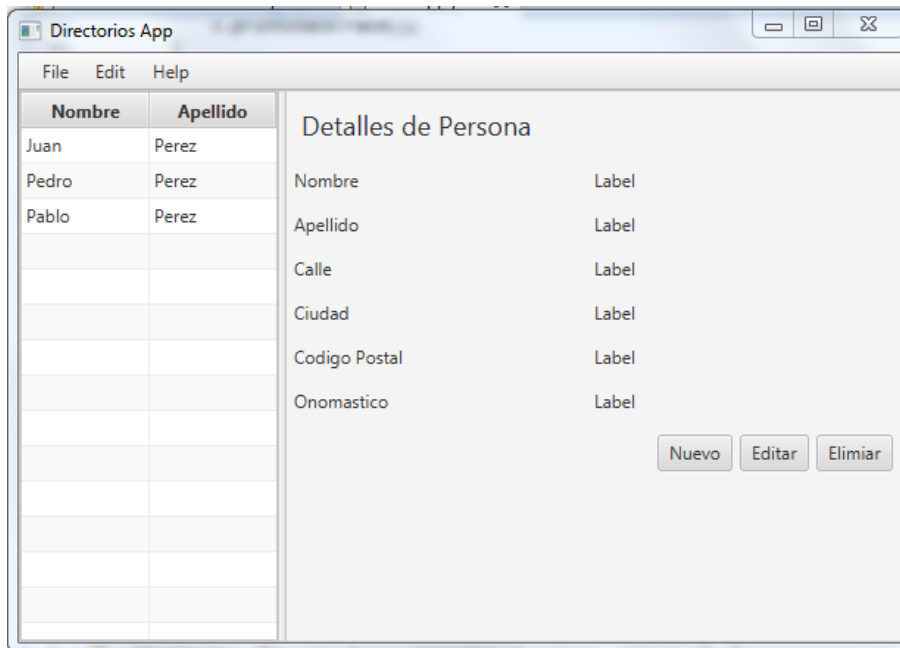 Directorios App
File Edit Help
Nombre Apellido
Juan Perez
Pedro Perez
Pablo Perez
Detalles de Persona
Nombre Label
Apellido Label
Calle Label
Ciudad Label
Codigo Postal Label
Onomastico Label
Nuevo Editar Elimiar